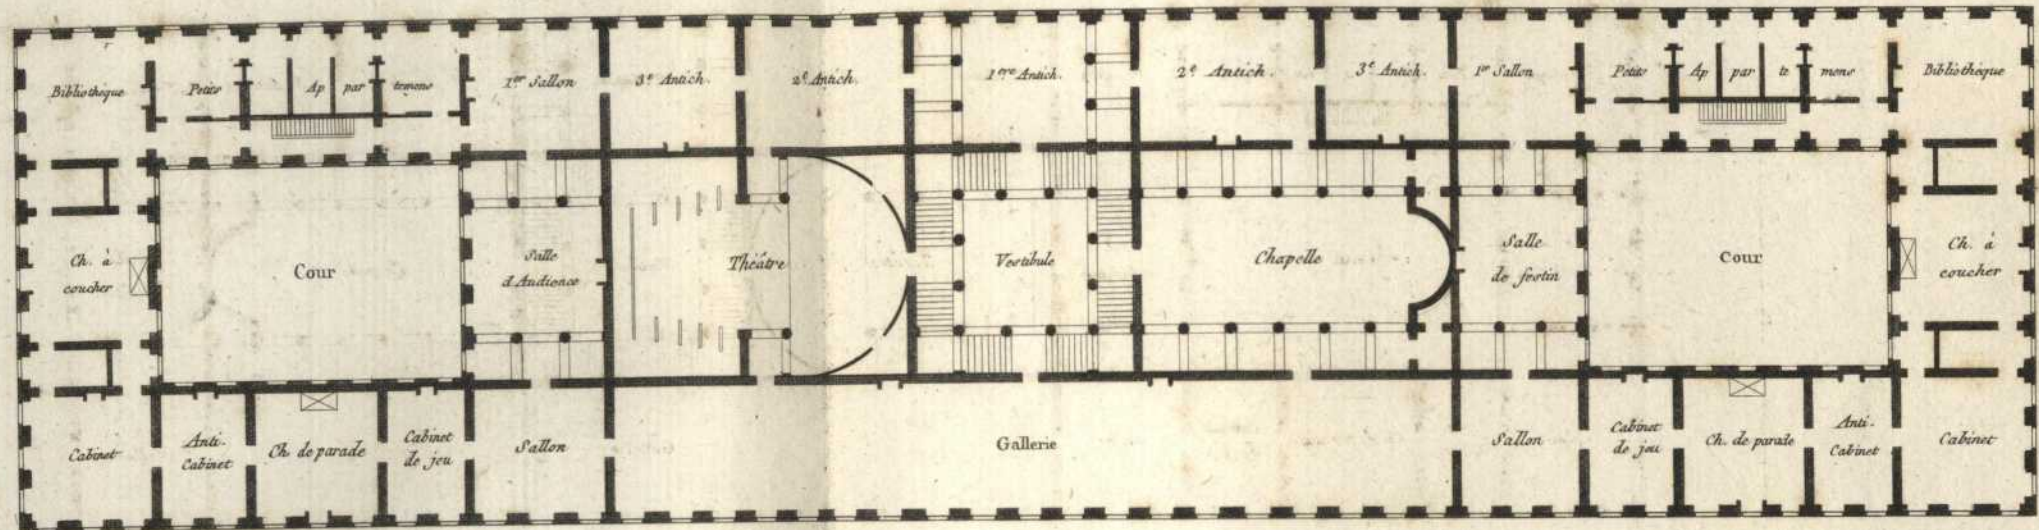 Bibliothèque
Petits
Ap
par
temens
1er Sallon
3e Antich.
2e Antich.
1ere Antich.
2e Antich.
3e Antich.
1er Sallon
Petits
Ap
par
te
mens
Bibliothèque
Ch. à
coucher
Cour
Salle
d'Audience
Théâtre
Vestibule
Chapelle
Salle
de festin
Cour
Ch. à
coucher
Cabinet
Anti-
Cabinet
Ch. de parade
Cabinet
de jeu
Sallon
Gallerie
Sallon
Cabinet
de jeu
Ch. de parade
Anti-
Cabinet
Cabinet